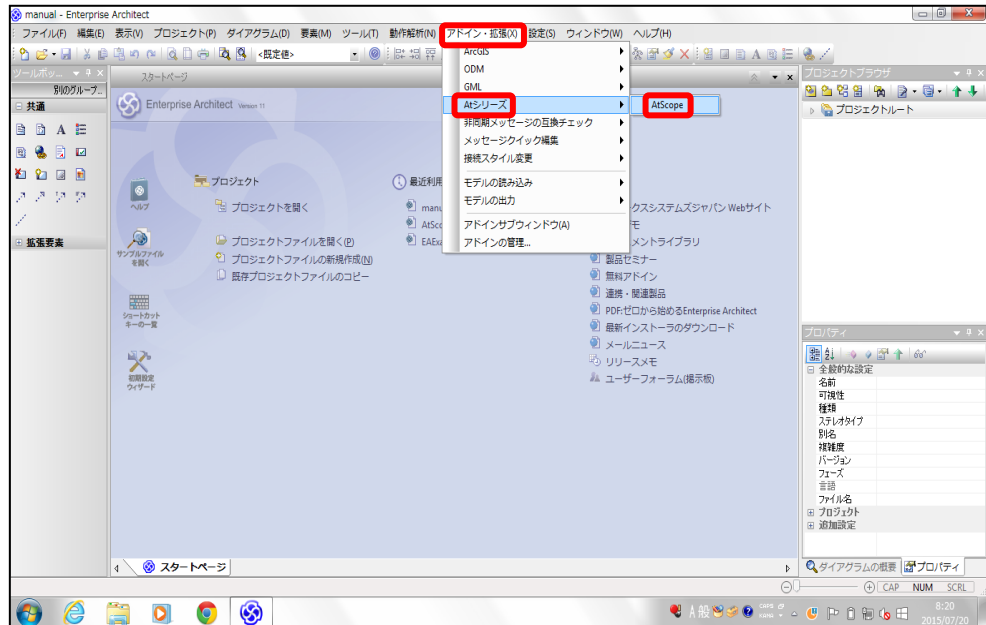 manual - Enterprise Architect
ファイル(F) 編集(E) 表示(V) プロジェクト(P) ダイアグラム(D) 要素(M) ツール(T) 動作解析(N) アドイン・拡張(X) 設定(S) ウィンドウ(W) ヘルプ(H)
<既定値>
ツールボッ...
別のグループ...
共通
拡張要素
スタートページ
Enterprise Architect Version 11
ヘルプ
サンプルファイル
を開く
ショートカット
キーの一覧
初期設定
ウィザード
プロジェクト
プロジェクトを開く
プロジェクトファイルを開く(P)
プロジェクトファイルの新規作成(N)
既存プロジェクトファイルのコピー
最近利用
manu
AtSco
EAExa
ArcGIS
ODM
GML
Atシリーズ
AtScope
非同期メッセージの互換チェック
メッセージクイック編集
接続スタイル変更
モデルの読み込み
モデルの出力
アドインサブウィンドウ(A)
アドインの管理...
クスシステムズジャパン Webサイト
モ
メントライブラリ
製品セミナー
無料アドイン
連携・関連製品
PDF:ゼロから始めるEnterprise Architect
最新インストーラのダウンロード
メールニュース
リリースメモ
ユーザーフォーラム(掲示板)
プロジェクトブラウザ
プロジェクトルート
プロパティ
全般的な設定
名前
可視性
種類
ステレオタイプ
別名
複雑度
バージョン
フェーズ
言語
ファイル名
プロジェクト
追加設定
スタートページ
ダイアグラムの概要 プロパティ
CAP NUM SCRL
A 般 CAPS KANA
8:20
2015/07/20